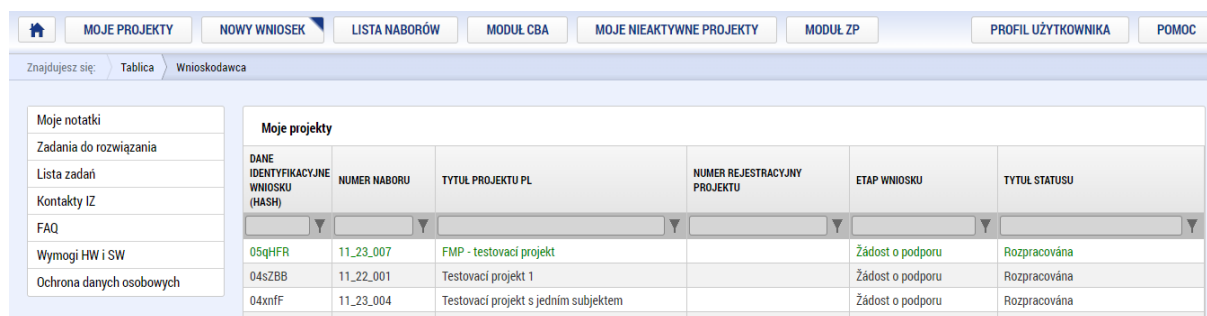 MOJE PROJEKTY NOWY WNIOSEK LISTA NABORÓW MODUŁ CBA MOJE NIEAKTYWNE PROJEKTY MODUŁ ZP PROFIL UŻYTKOWNIKA POMOC
Znajdujesz się: Tablica Wnioskodawca
Moje notatki
Zadania do rozwiązania
Lista zadań
Kontakty IZ
FAQ
Wymogi HW i SW
Ochrona danych osobowych
Moje projekty
DANE
IDENTYFIKACYJNE
WNIOSKU
(HASH)
NUMER NABORU
TYTUŁ PROJEKTU PL
NUMER REJESTRACYJNY
PROJEKTU
ETAP WNIOSKU
TYTUŁ STATUSU
05qHFR 11_23_007 FMP - testovací projekt Žádost o podporu Rozpracována
04sZBB 11_22_001 Testovací projekt 1 Žádost o podporu Rozpracována
04xnfF 11_23_004 Testovací projekt s jedním subjektem Žádost o podporu Rozpracována